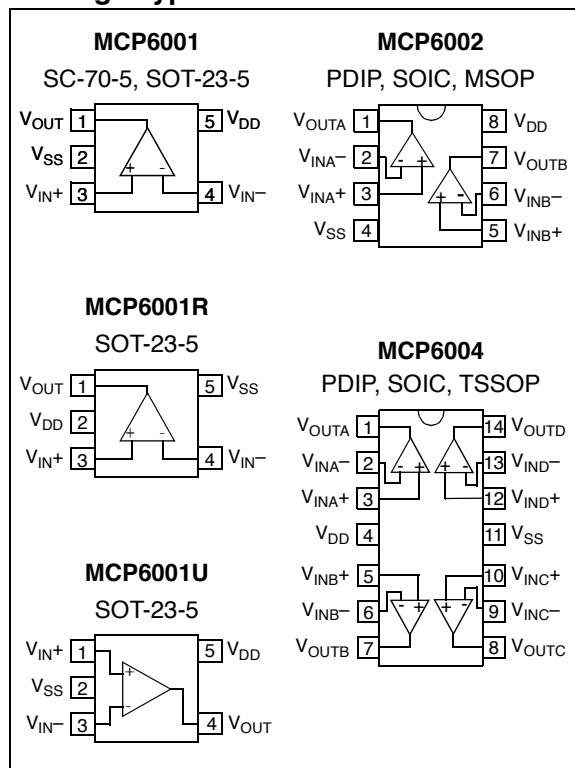 MCP6001
SC-70-5, SOT-23-5
VOUT 1 5 VDD
VSS 2
VIN+ 3 4 VIN–
+ -
MCP6002
PDIP, SOIC, MSOP
VOUTA 1 8 VDD
VINA– 2 7 VOUTB
- +
VINA+ 3 6 VINB–
+ -
VSS 4 5 VINB+
MCP6001R
SOT-23-5
VOUT 1 5 VSS
VDD 2
VIN+ 3 4 VIN–
+ -
MCP6004
PDIP, SOIC, TSSOP
VOUTA 1 14 VOUTD
VINA– 2 13 VIND–
- + + -
VINA+ 3 12 VIND+
VDD 4 11 VSS
VINB+ 5 10 VINC+
VINB– 6 9 VINC–
- + + -
VOUTB 7 8 VOUTC
MCP6001U
SOT-23-5
VIN+ 1 5 VDD
+
VSS 2
-
VIN– 3 4 VOUT